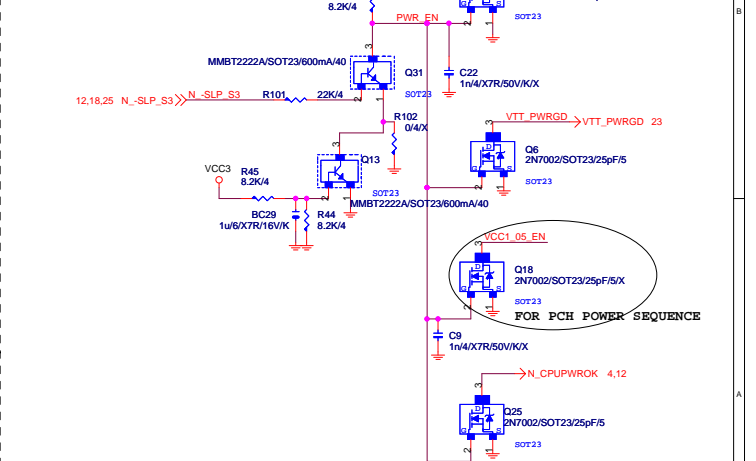 8.2K/4
B
SOT23
PWR_EN
MMBT2222A/SOT23/600mA/40
Q31
SOT23
C22
1n/4/X7R/50V/K/X
12,18,25 N_-SLP_S3
N_-SLP_S3
R101
22K/4
R102
0/4/X
VTT_PWRGD
VTT_PWRGD 23
Q6
2N7002/SOT23/25pF/5
SOT23
VCC3
R45
8.2K/4
Q13
SOT23
MMBT2222A/SOT23/600mA/40
BC29
1u/6/X7R/16V/K
R44
8.2K/4
VCC1_05_EN
D
G
S
Q18
2N7002/SOT23/25pF/5/X
SOT23
FOR PCH POWER SEQUENCE
C9
1n/4/X7R/50V/K/X
N_CPUPWROK 4,12
A
D
G
S
Q25
2N7002/SOT23/25pF/5
SOT23